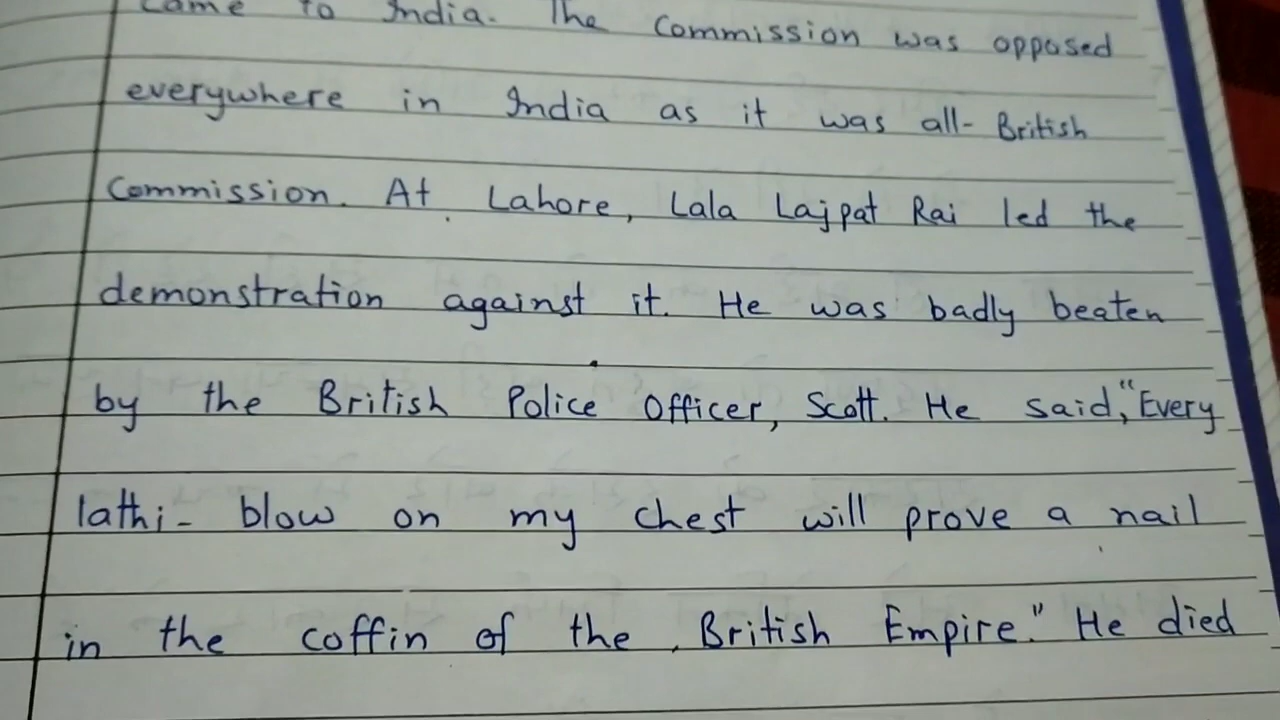 came to India. The Commission was opposed
everywhere in India as it was all- British
Commission. At Lahore, Lala Lajpat Rai led the
demonstration against it. He was badly beaten
by the British Police Officer, Scott. He said, "Every
lathi- blow on my chest will prove a nail
in the coffin of the British Empire." He died